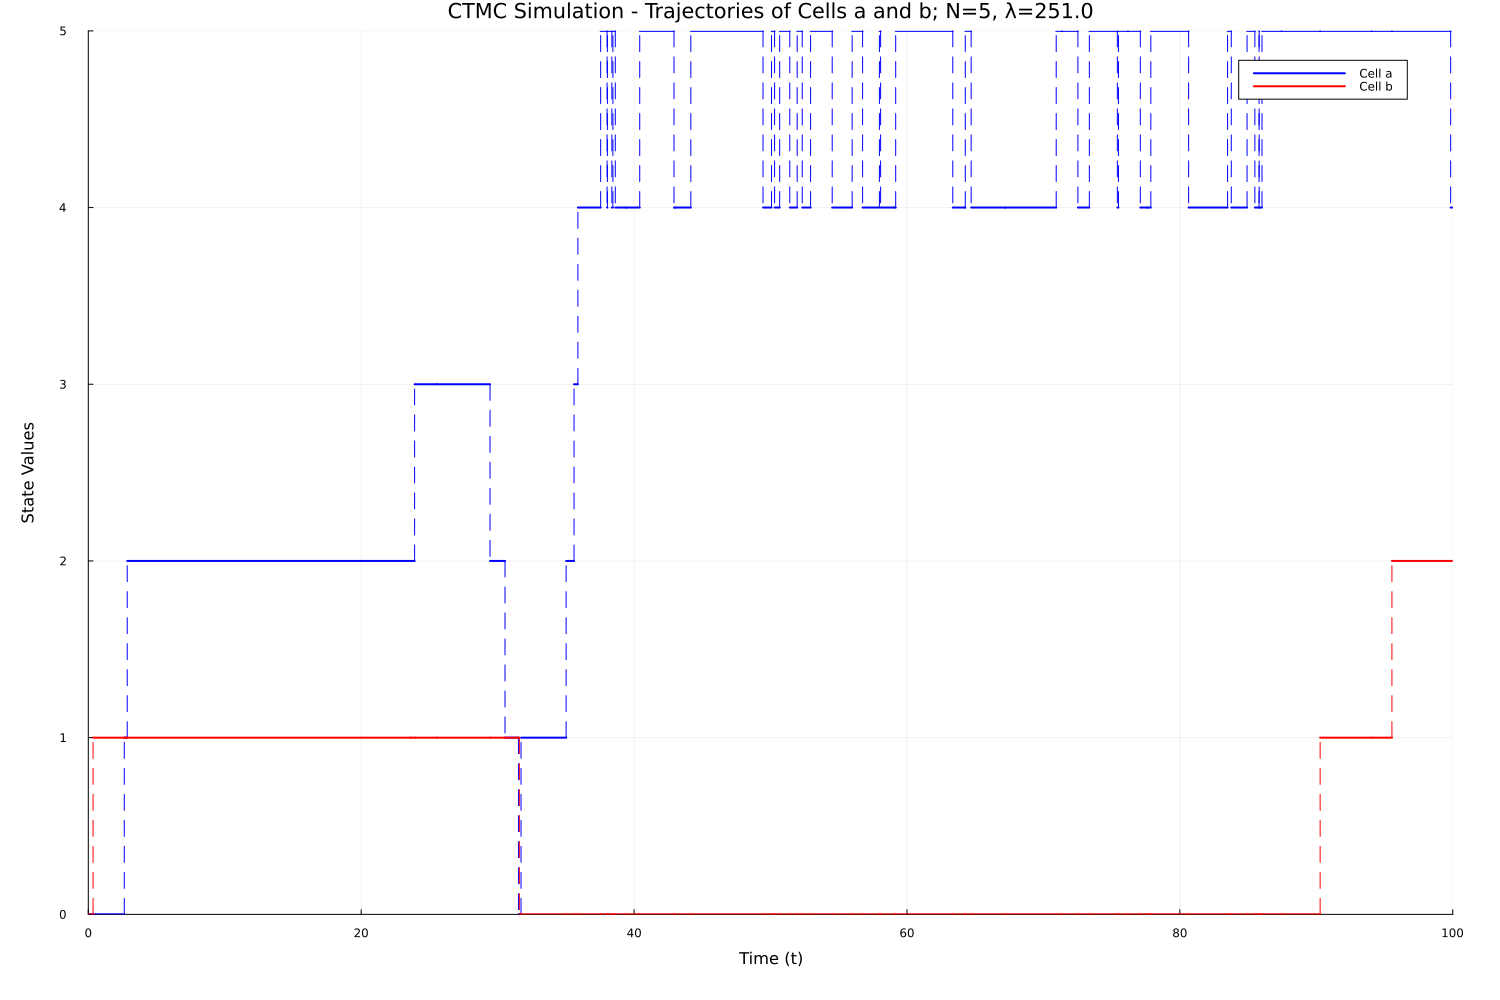 CTMC Simulation - Trajectories of Cells a and b; N=5, λ=251.0
5
Cell a
Cell b
4
3
State Values
2
1
0
0 20 40 60 80 100
Time (t)